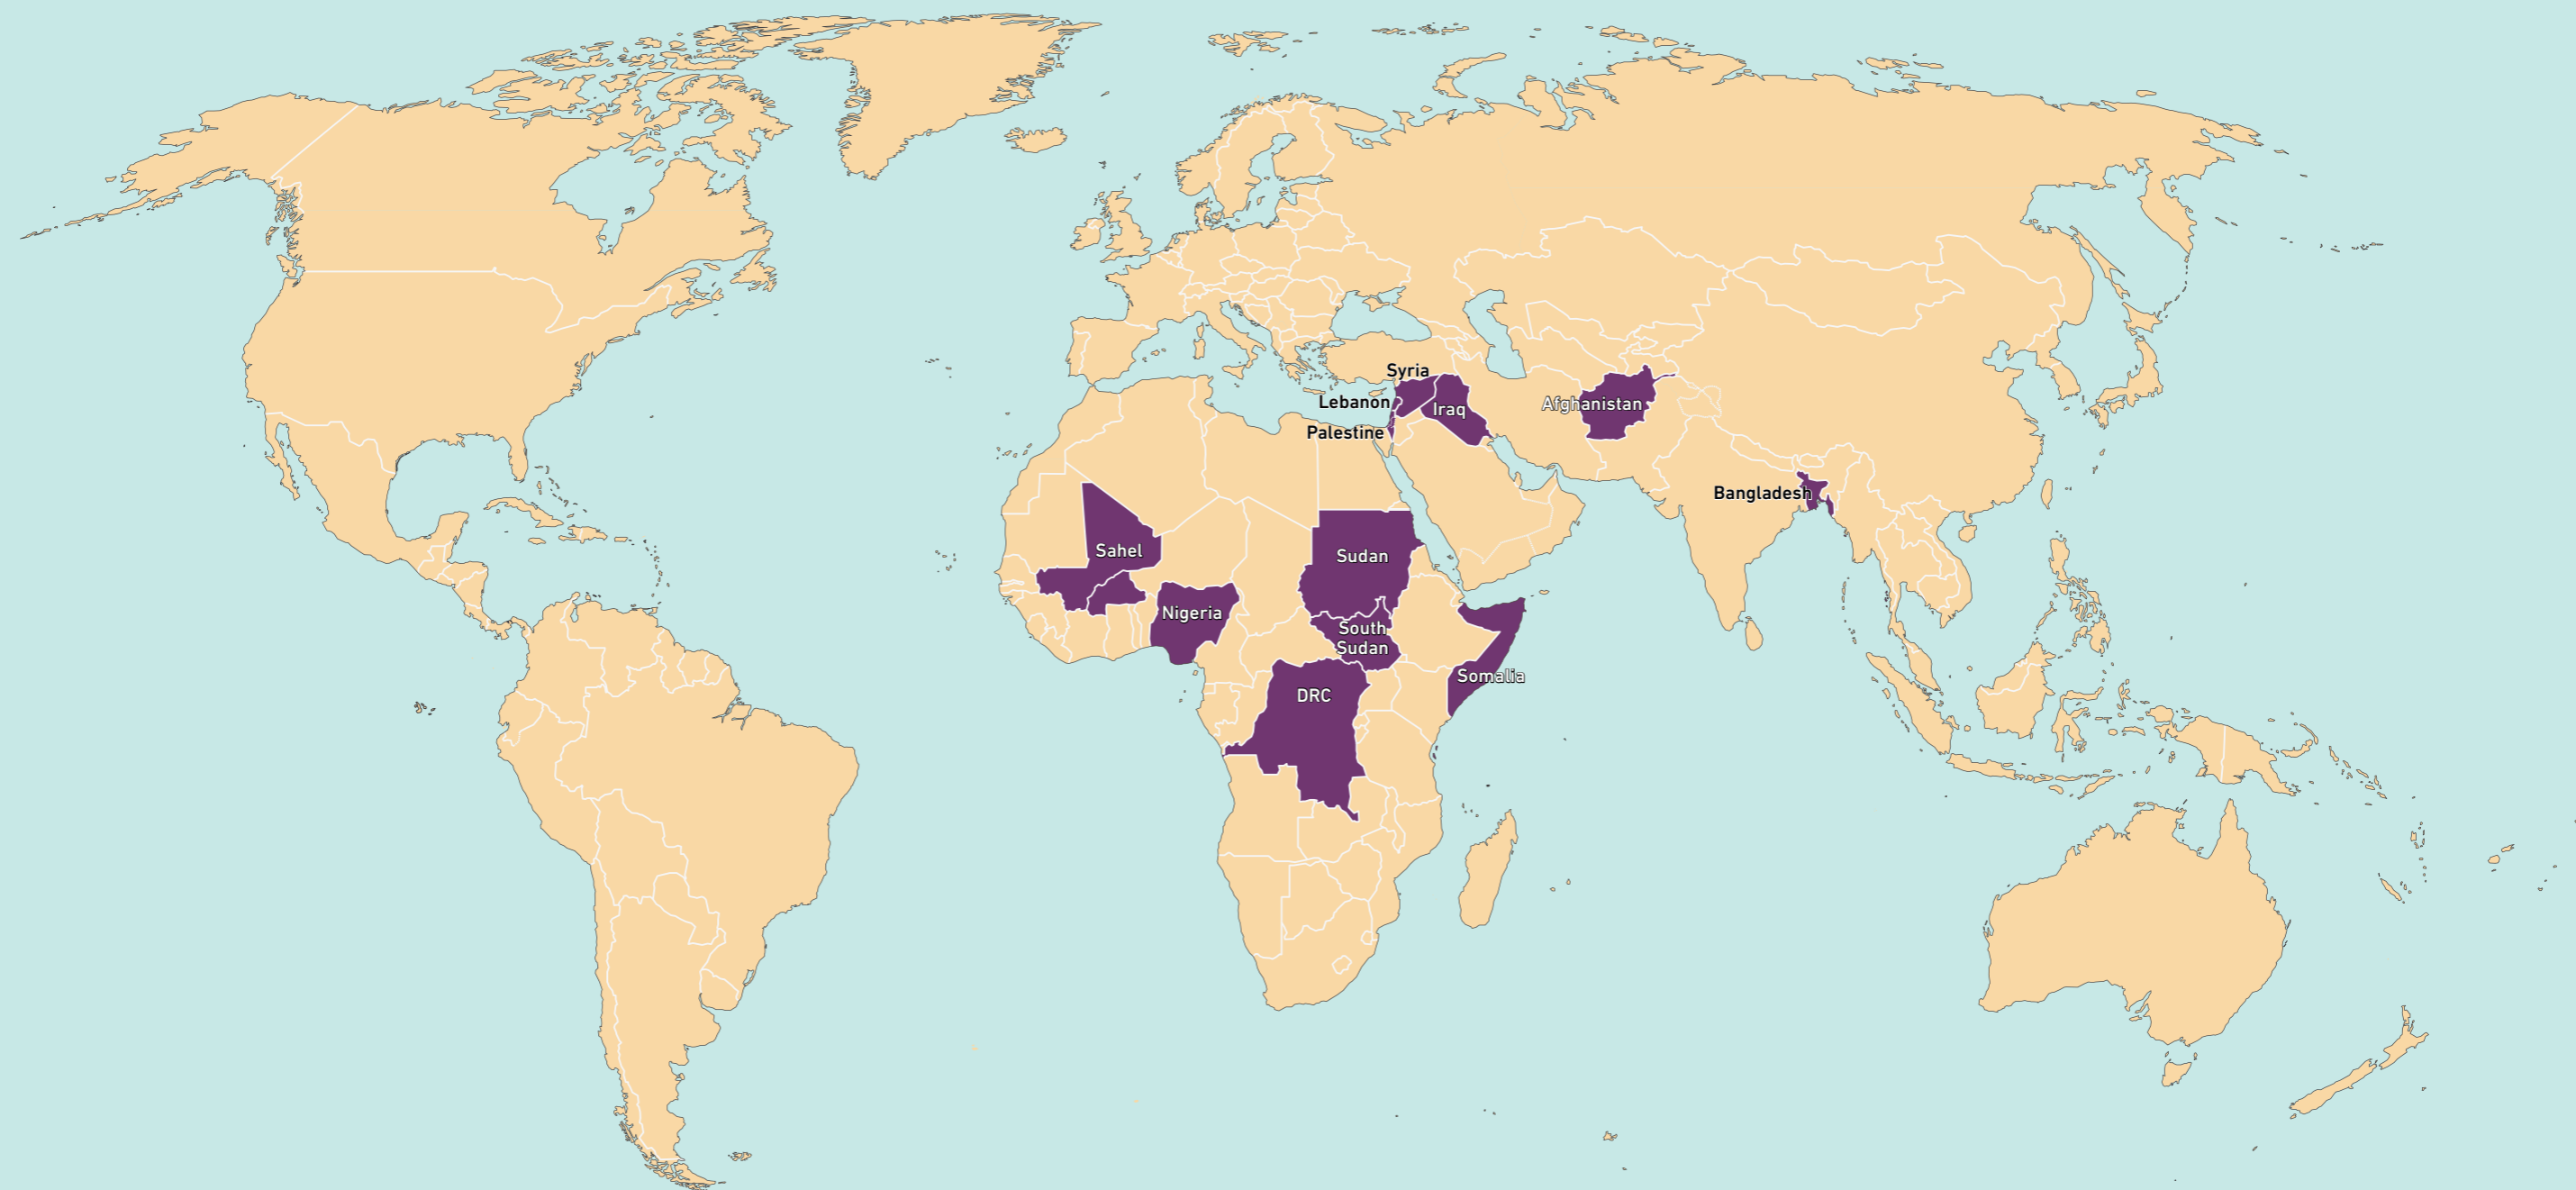 Syria
Lebanon
Iraq
Afghanistan
Palestine
Bangladesh
Sahel
Sudan
Nigeria
South
Sudan
Somalia
DRC